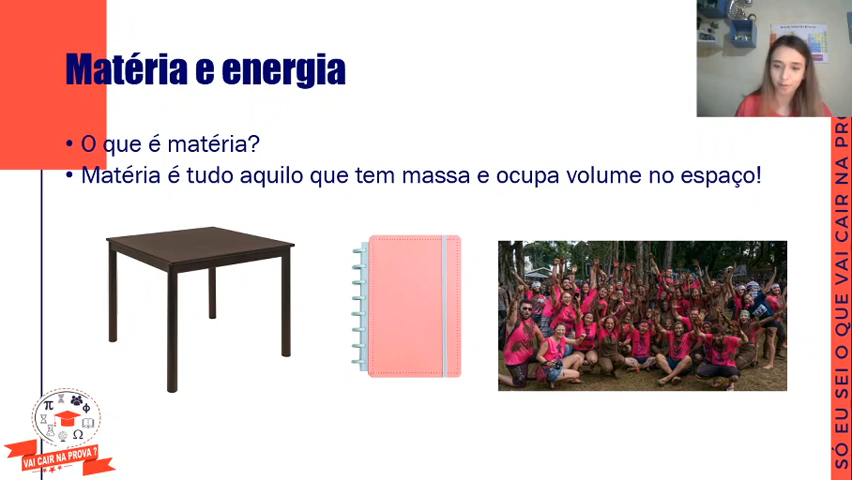 Matéria e energia
• O que é matéria?
• Matéria é tudo aquilo que tem massa e ocupa volume no espaço!
SÓ EU SEI O QUE VAI CAIR NA PRO
π
Φ
Ω
VAI CAIR NA PROVA ?